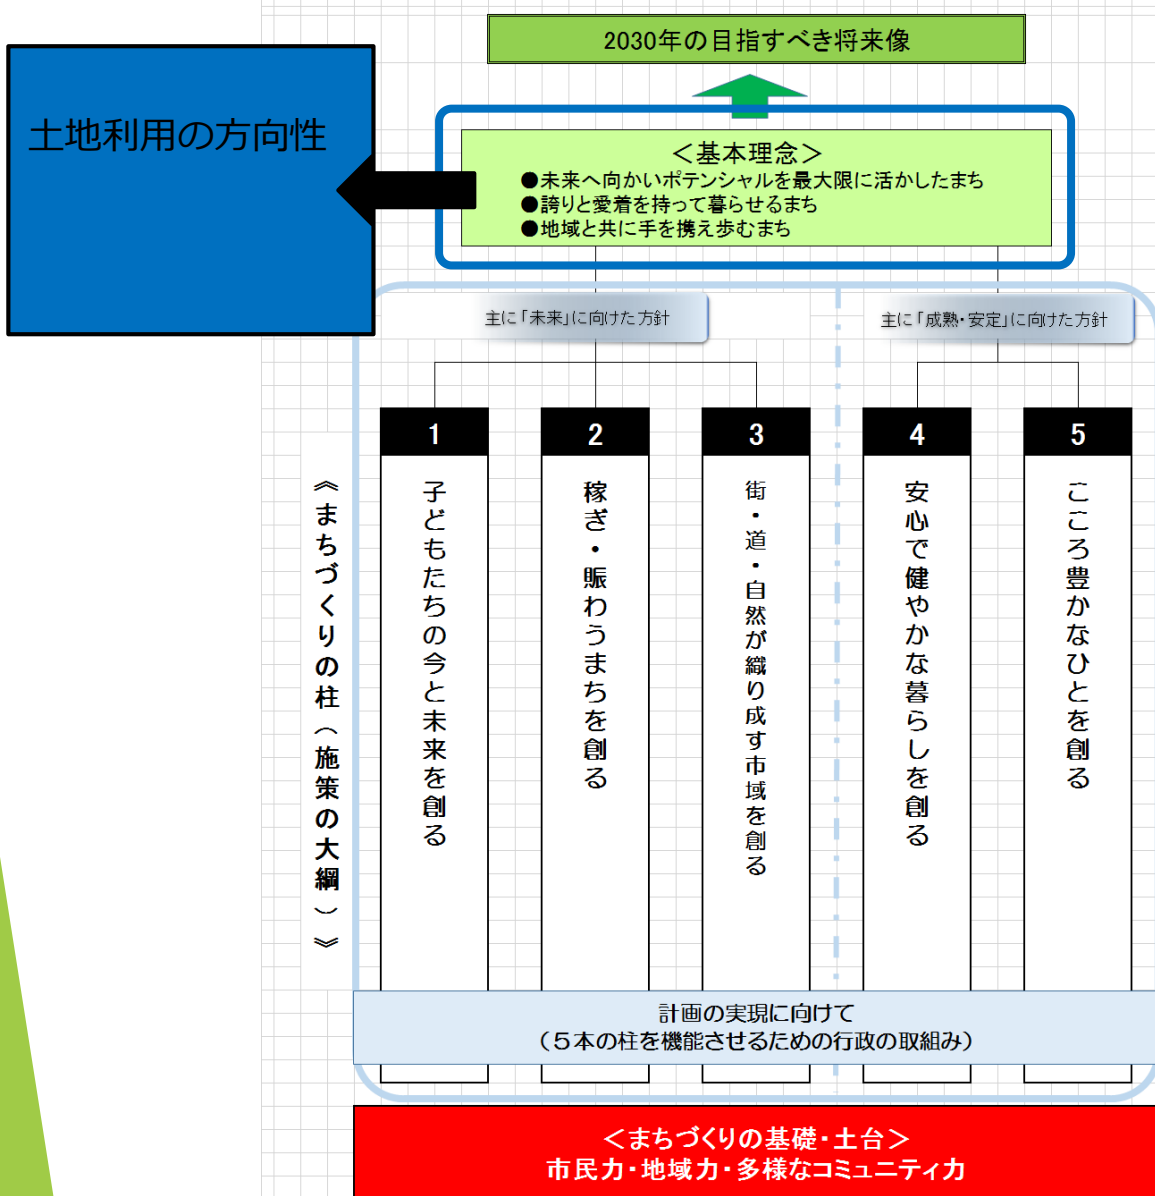 2030年の目指すべき将来像
土地利用の方向性
＜基本理念＞
●未来へ向かいポテンシャルを最大限に活かしたまち
●誇りと愛着を持って暮らせるまち
●地域と共に手を携え歩むまち
主に「未来」に向けた方針
主に「成熟・安定」に向けた方針
《まちづくりの柱（施策の大綱）》
1
子どもたちの今と未来を創る
2
稼ぎ・賑わうまちを創る
3
街・道・自然が織り成す市域を創る
4
安心で健やかな暮らしを創る
5
こころ豊かなひとを創る
計画の実現に向けて
（５本の柱を機能させるための行政の取組み）
＜まちづくりの基礎・土台＞
市民力・地域力・多様なコミュニティ力